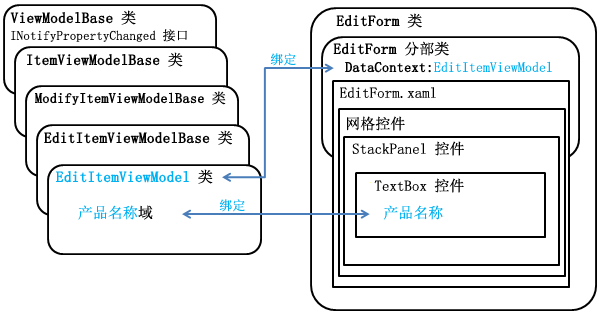 ViewModelBase 类
INotifyPropertyChanged 接口
ItemViewModelBase 类
ModifyItemViewModelBase 类
EditItemViewModelBase 类
EditItemViewModel 类
产品名称域
绑定
绑定
EditForm 类
EditForm 分部类
DataContext:EditItemViewModel
EditForm.xaml
网格控件
StackPanel 控件
TextBox 控件
产品名称